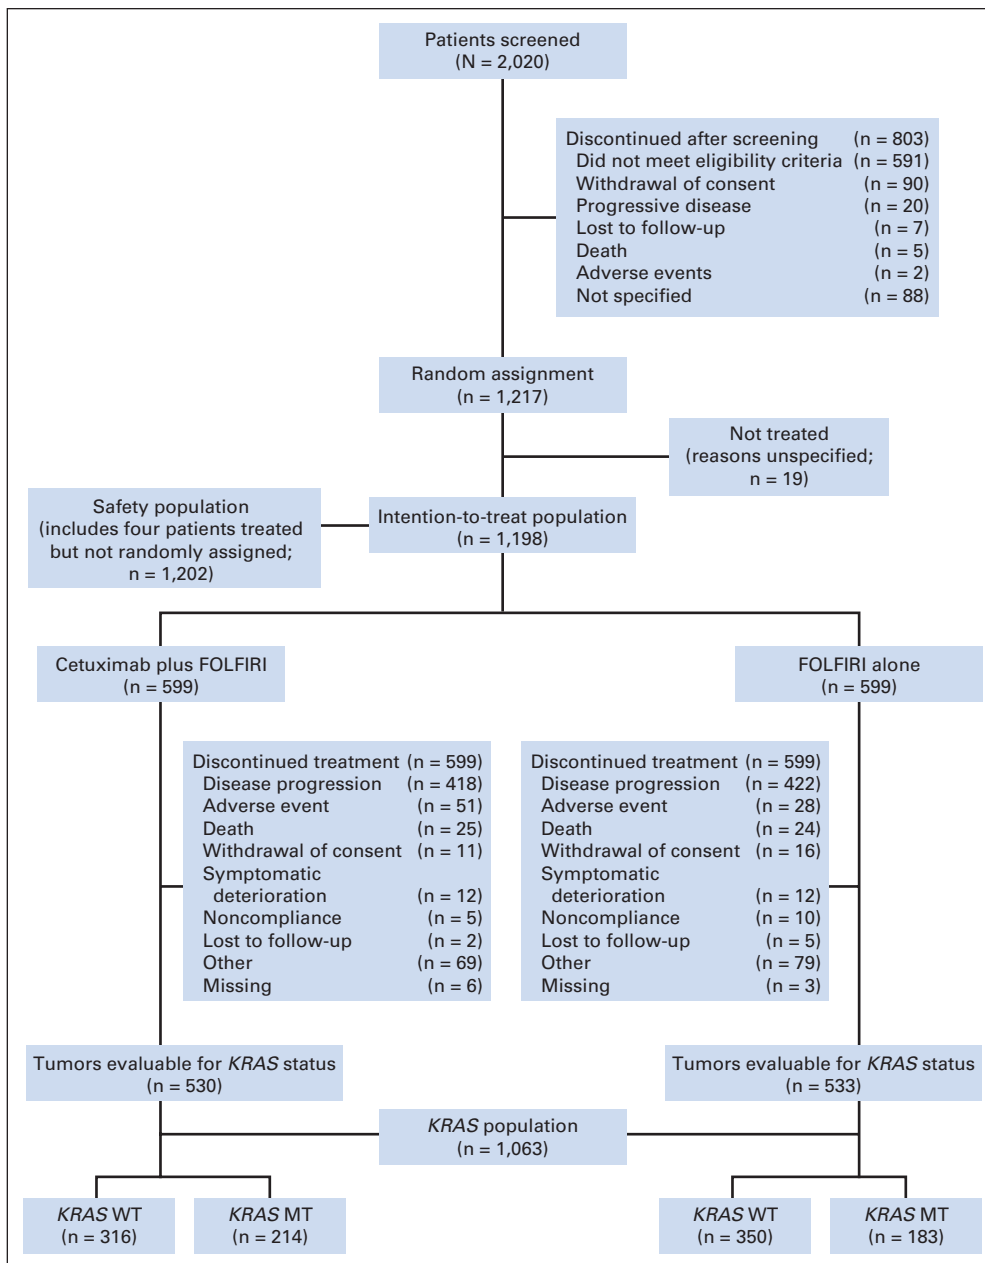 Patients screened
(N = 2,020)
Discontinued after screening (n = 803)
Did not meet eligibility criteria (n = 591)
Withdrawal of consent (n = 90)
Progressive disease (n = 20)
Lost to follow-up (n = 7)
Death (n = 5)
Adverse events (n = 2)
Not specified (n = 88)
Random assignment
(n = 1,217)
Not treated
(reasons unspecified;
n = 19)
Safety population
(includes four patients treated
but not randomly assigned;
n = 1,202)
Intention-to-treat population
(n = 1,198)
Cetuximab plus FOLFIRI
(n = 599)
FOLFIRI alone
(n = 599)
Discontinued treatment (n = 599)
Disease progression (n = 418)
Adverse event (n = 51)
Death (n = 25)
Withdrawal of consent (n = 11)
Symptomatic
deterioration (n = 12)
Noncompliance (n = 5)
Lost to follow-up (n = 2)
Other (n = 69)
Missing (n = 6)
Discontinued treatment (n = 599)
Disease progression (n = 422)
Adverse event (n = 28)
Death (n = 24)
Withdrawal of consent (n = 16)
Symptomatic
deterioration (n = 12)
Noncompliance (n = 10)
Lost to follow-up (n = 5)
Other (n = 79)
Missing (n = 3)
Tumors evaluable for KRAS status
(n = 530)
Tumors evaluable for KRAS status
(n = 533)
KRAS population
(n = 1,063)
KRAS WT
(n = 316)
KRAS MT
(n = 214)
KRAS WT
(n = 350)
KRAS MT
(n = 183)